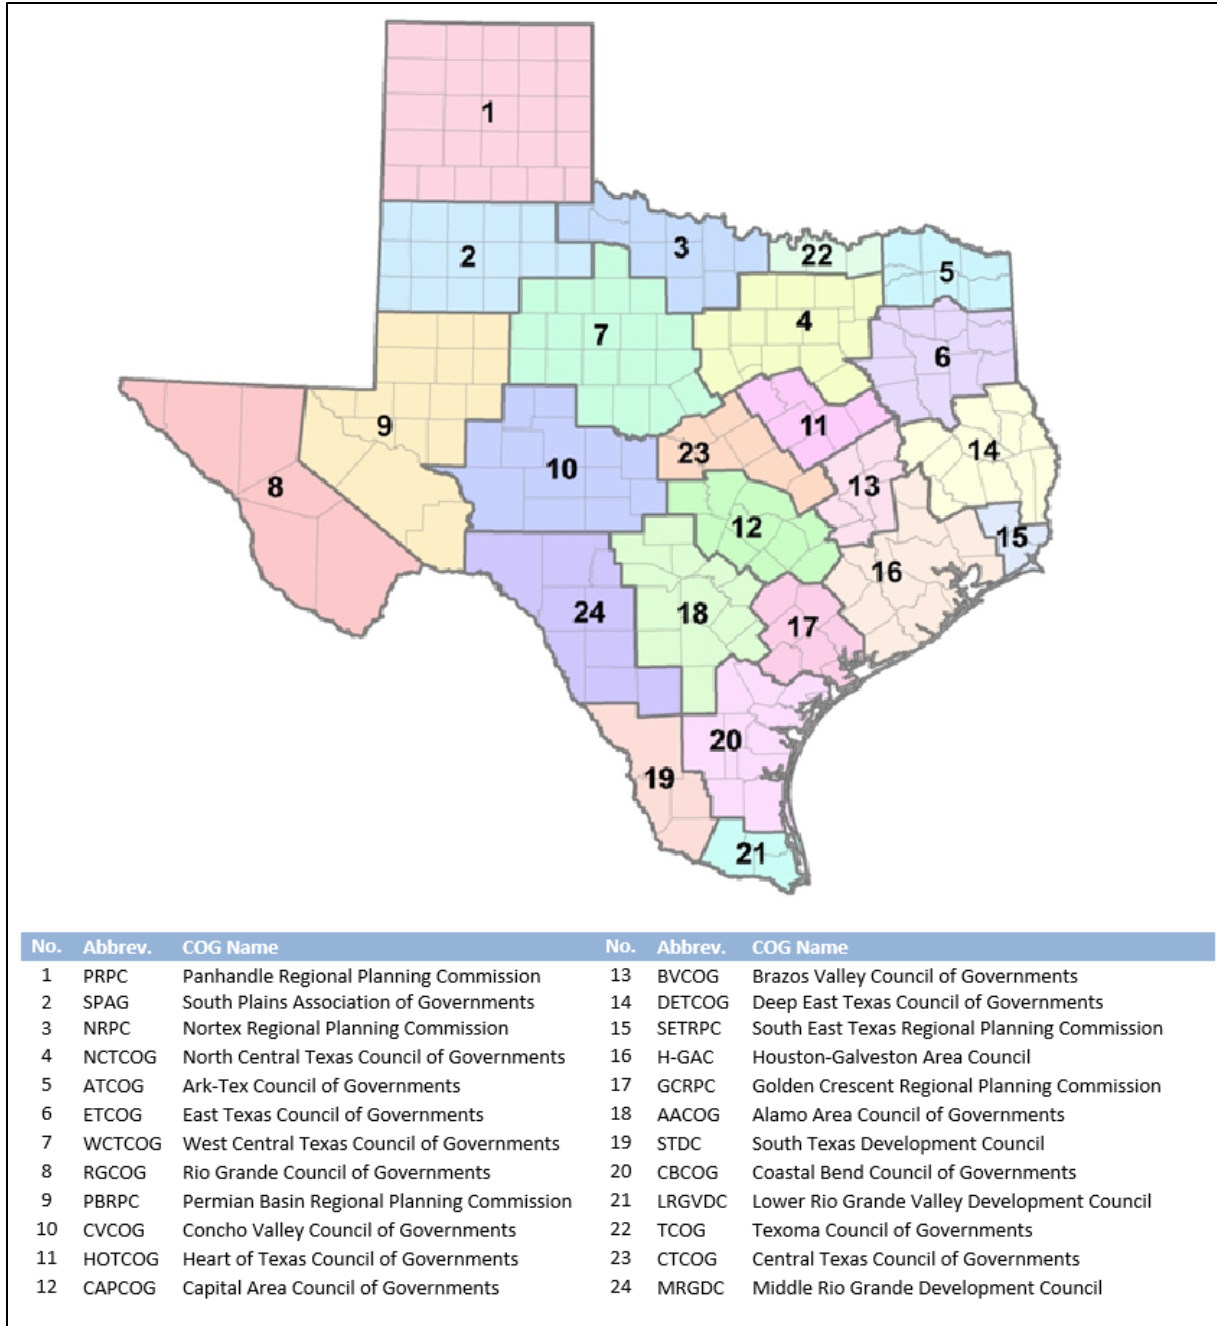 1
2
3
22
5
4
7
6
9
11
23
14
10
8
13
12
15
16
24
18
17
20
19
21
No. Abbrev. COG Name No. Abbrev. COG Name
1 PRPC Panhandle Regional Planning Commission 13 BVCOG Brazos Valley Council of Governments
2 SPAG South Plains Association of Governments 14 DETCOG Deep East Texas Council of Governments
3 NRPC Nortex Regional Planning Commission 15 SETRPC South East Texas Regional Planning Commission
4 NCTCOG North Central Texas Council of Governments 16 H-GAC Houston-Galveston Area Council
5 ATCOG Ark-Tex Council of Governments 17 GCRPC Golden Crescent Regional Planning Commission
6 ETCOG East Texas Council of Governments 18 AACOG Alamo Area Council of Governments
7 WCTCOG West Central Texas Council of Governments 19 STDC South Texas Development Council
8 RGCOG Rio Grande Council of Governments 20 CBCOG Coastal Bend Council of Governments
9 PBRPC Permian Basin Regional Planning Commission 21 LRGVDC Lower Rio Grande Valley Development Council
10 CVCOG Concho Valley Council of Governments 22 TCOG Texoma Council of Governments
11 HOTCOG Heart of Texas Council of Governments 23 CTCOG Central Texas Council of Governments
12 CAPCOG Capital Area Council of Governments 24 MRGDC Middle Rio Grande Development Council